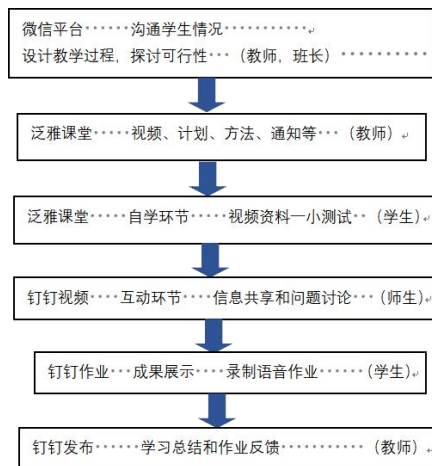 微信平台······沟通学生情况···········
设计教学过程，探讨可行性···（教师，班长）··········
泛雅课堂·····视频、计划、方法、通知等···（教师）
泛雅课堂·····自学环节·····视频资料—小测试··（学生）
钉钉视频····互动环节····信息共享和问题讨论···（师生）
钉钉作业···成果展示····录制语音作业······（学生）
钉钉发布······学习总结和作业反馈···········（教师）